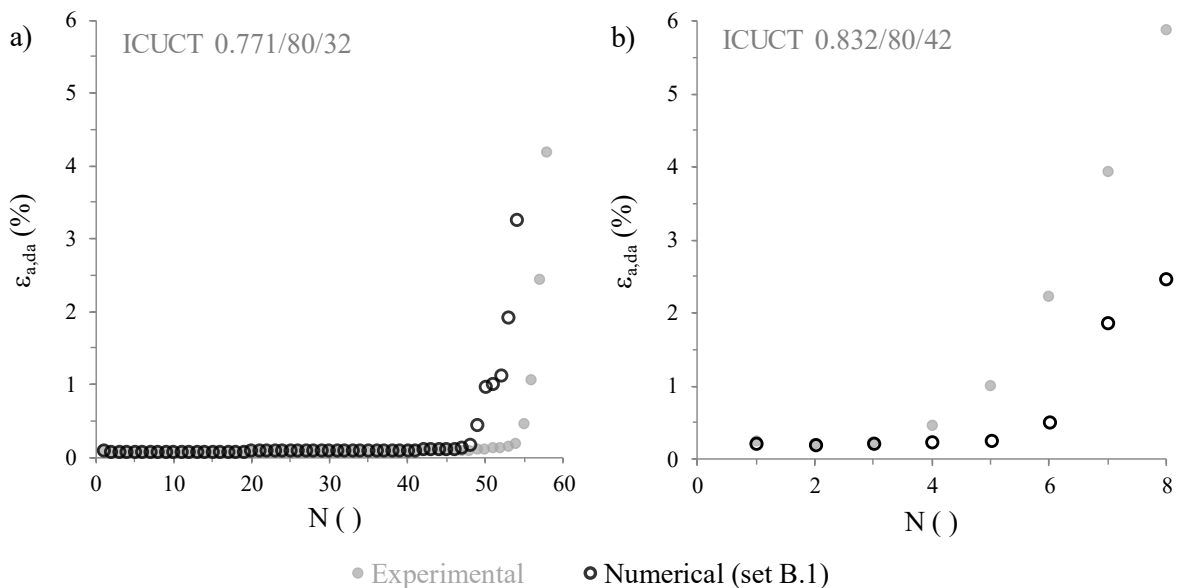 a)
ICUCT 0.771/80/32
6
5
4
3
2
1
0
εa,da (%)
0 10 20 30 40 50 60
N ( )
b)
ICUCT 0.832/80/42
6
5
4
3
2
1
0
εa,da (%)
0 2 4 6 8
N ( )
Experimental Numerical (set B.1)